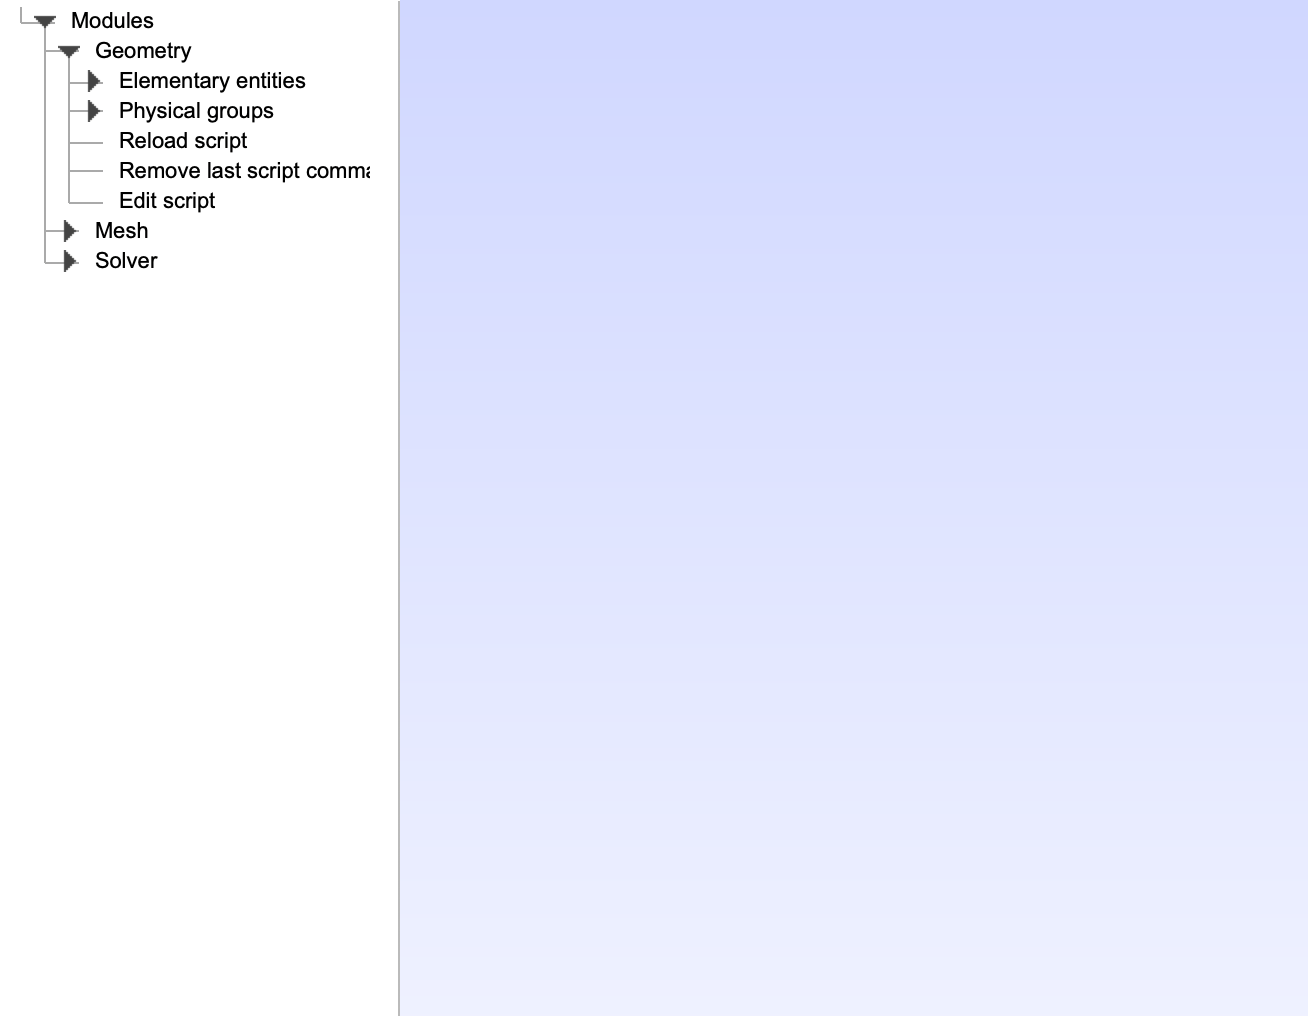 Modules
Geometry
Elementary entities
Physical groups
Reload script
Remove last script comma
Edit script
Mesh
Solver